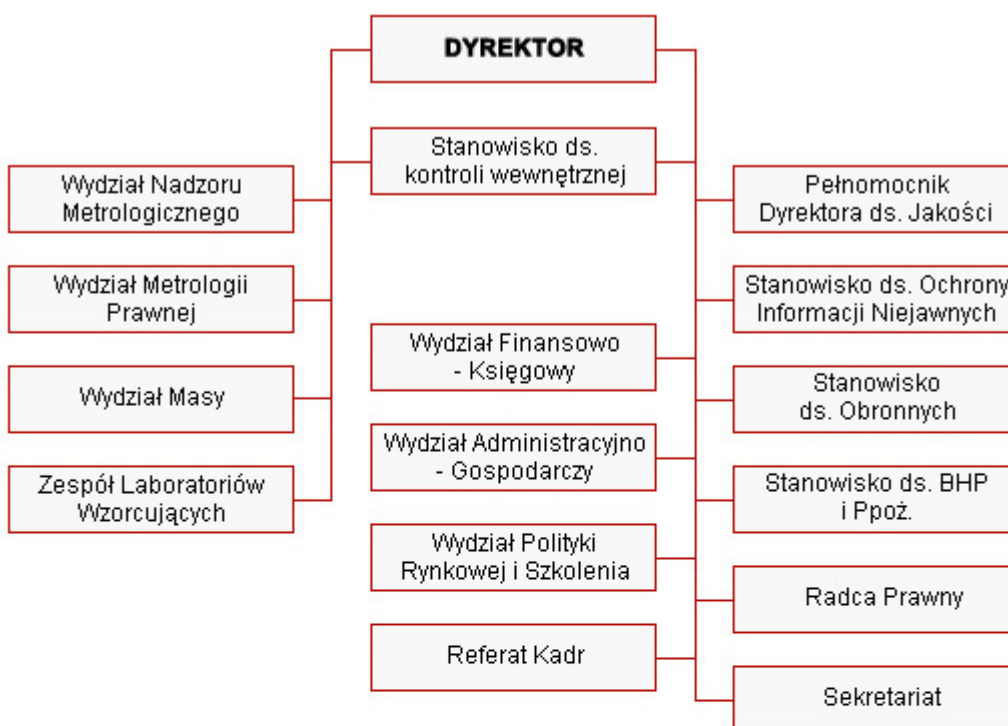 DYREKTOR
Stanowisko ds.
kontroli wewnętrznej
Wydział Nadzoru
Metrologicznego
Wydział Metrologii
Prawnej
Wydział Masy
Zespół Laboratoriów
Wzorcujących
Wydział Finansowo
- Księgowy
Wydział Administracyjno
- Gospodarczy
Wydział Polityki
Rynkowej i Szkolenia
Referat Kadr
Pełnomocnik
Dyrektora ds. Jakości
Stanowisko ds. Ochrony
Informacji Niejawnych
Stanowisko
ds. Obronnych
Stanowisko ds. BHP
i Ppoż.
Radca Prawny
Sekretariat